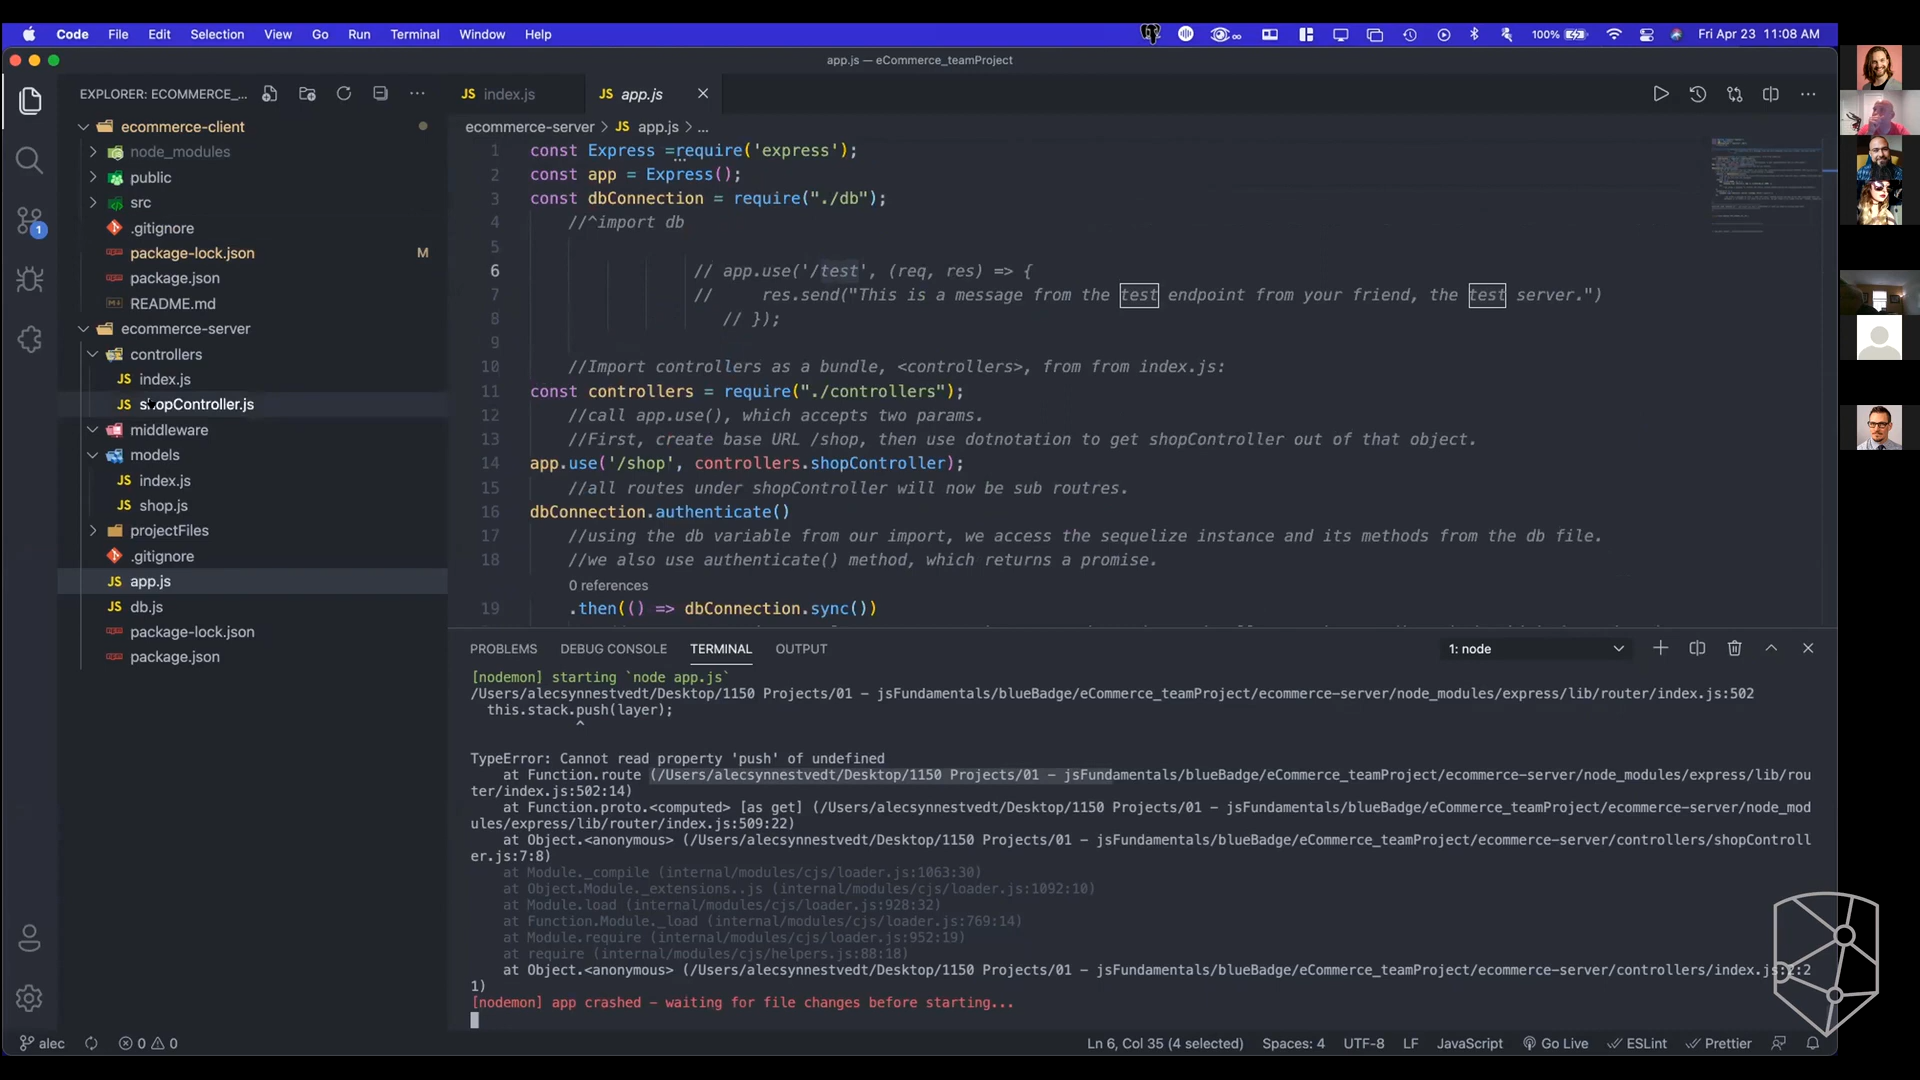 Code File Edit Selection View Go Run Terminal Window Help 100% Fri Apr 23 11:08 AM
app.js — eCommerce_teamProject
EXPLORER: ECOMMERCE_...
index.js app.js
ecommerce-server > JS app.js > ...
ecommerce-client
node_modules
public
src
.gitignore
package-lock.json M
package.json
README.md
ecommerce-server
controllers
JS index.js
JS shopController.js
middleware
models
JS index.js
JS shop.js
projectFiles
.gitignore
JS app.js
JS db.js
package-lock.json
package.json
1
1 const Express =require('express');
2 const app = Express();
3 const dbConnection = require("./db");
4 //^import db
5
6 // app.use('/test', (req, res) => {
7 // res.send("This is a message from the test endpoint from your friend, the test server.")
8 // });
9
10 //Import controllers as a bundle, <controllers>, from from index.js:
11 const controllers = require("./controllers");
12 //call app.use(), which accepts two params.
13 //First, create base URL /shop, then use dotnotation to get shopController out of that object.
14 app.use('/shop', controllers.shopController);
15 //all routes under shopController will now be sub routres.
16 dbConnection.authenticate()
17 //using the db variable from our import, we access the sequelize instance and its methods from the db file.
18 //we also use authenticate() method, which returns a promise.
0 references
19 .then(() => dbConnection.sync())
PROBLEMS DEBUG CONSOLE TERMINAL OUTPUT 1: node
[nodemon] starting `node app.js`
/Users/alecsynnestvedt/Desktop/1150 Projects/01 - jsFundamentals/blueBadge/eCommerce_teamProject/ecommerce-server/node_modules/express/lib/router/index.js:502
this.stack.push(layer);
^
TypeError: Cannot read property 'push' of undefined
at Function.route (/Users/alecsynnestvedt/Desktop/1150 Projects/01 - jsFundamentals/blueBadge/eCommerce_teamProject/ecommerce-server/node_modules/express/lib/rou
ter/index.js:502:14)
at Function.proto.<computed> [as get] (/Users/alecsynnestvedt/Desktop/1150 Projects/01 - jsFundamentals/blueBadge/eCommerce_teamProject/ecommerce-server/node_mod
ules/express/lib/router/index.js:509:22)
at Object.<anonymous> (/Users/alecsynnestvedt/Desktop/1150 Projects/01 - jsFundamentals/blueBadge/eCommerce_teamProject/ecommerce-server/controllers/shopControll
er.js:7:8)
at Module._compile (internal/modules/cjs/loader.js:1063:30)
at Object.Module._extensions..js (internal/modules/cjs/loader.js:1092:10)
at Module.load (internal/modules/cjs/loader.js:928:32)
at Function.Module._load (internal/modules/cjs/loader.js:769:14)
at Module.require (internal/modules/cjs/loader.js:952:19)
at require (internal/modules/cjs/helpers.js:88:18)
at Object.<anonymous> (/Users/alecsynnestvedt/Desktop/1150 Projects/01 - jsFundamentals/blueBadge/eCommerce_teamProject/ecommerce-server/controllers/index.js:2:2
1)
[nodemon] app crashed - waiting for file changes before starting...
alec 0 0 Ln 6, Col 35 (4 selected) Spaces: 4 UTF-8 LF JavaScript Go Live ESLint Prettier